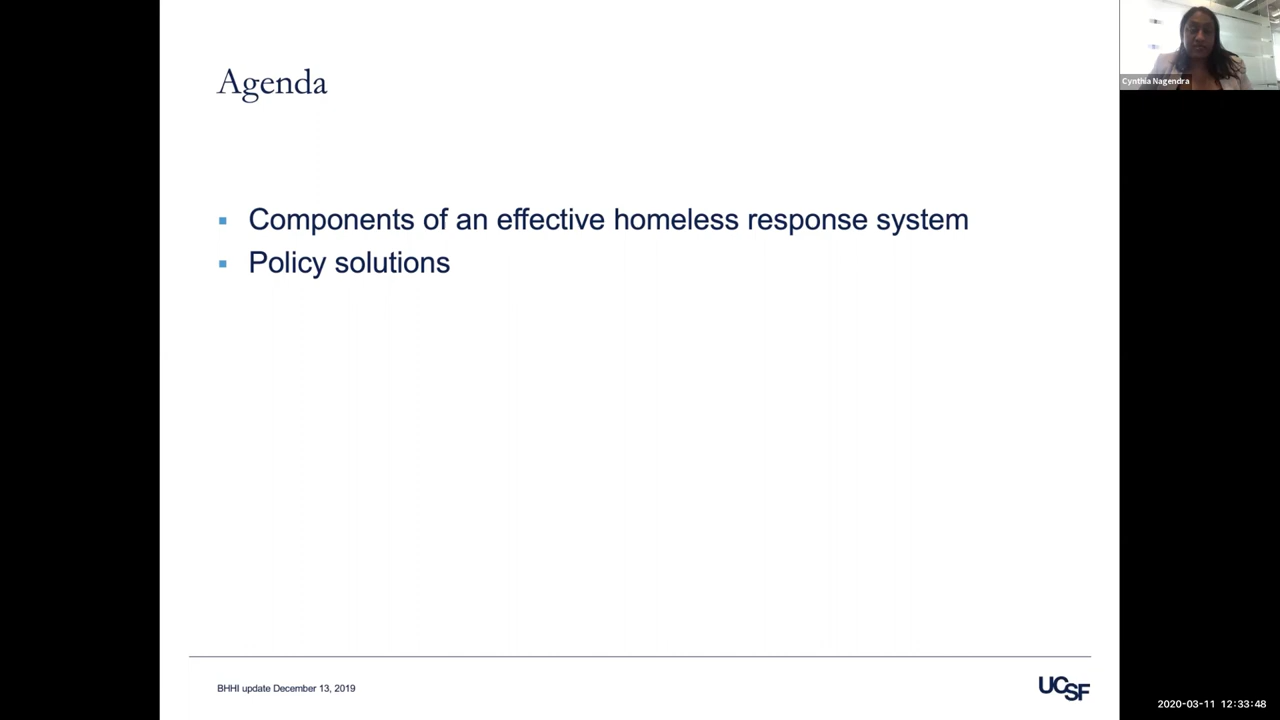 Agenda
Cynthia Nagendra
▪ Components of an effective homeless response system
▪ Policy solutions
BHHI update December 13, 2019
UCSF
2020-03-11 12:33:48